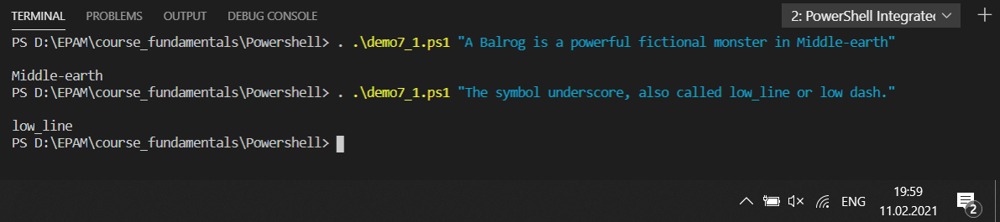 TERMINAL PROBLEMS OUTPUT DEBUG CONSOLE 2: PowerShell Integrated
PS D:\EPAM\course_fundamentals\Powershell> . .\demo7_1.ps1 "A Balrog is a powerful fictional monster in Middle-earth"
Middle-earth
PS D:\EPAM\course_fundamentals\Powershell> . .\demo7_1.ps1 "The symbol underscore, also called low_line or low dash."
low_line
PS D:\EPAM\course_fundamentals\Powershell>
ENG 19:59
11.02.2021 2